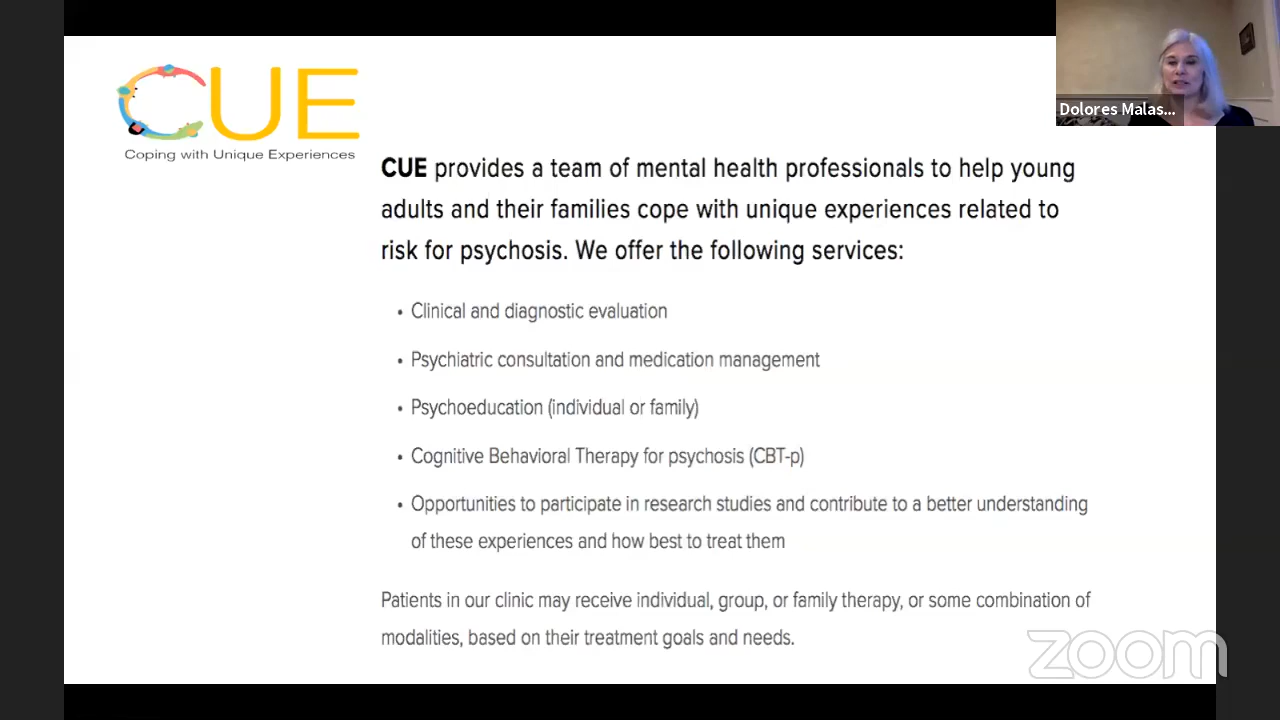 CUE
Coping with Unique Experiences
Dolores Malas...
CUE provides a team of mental health professionals to help young
adults and their families cope with unique experiences related to
risk for psychosis. We offer the following services:
• Clinical and diagnostic evaluation
• Psychiatric consultation and medication management
• Psychoeducation (individual or family)
• Cognitive Behavioral Therapy for psychosis (CBT-p)
• Opportunities to participate in research studies and contribute to a better understanding
of these experiences and how best to treat them
Patients in our clinic may receive individual, group, or family therapy, or some combination of
modalities, based on their treatment goals and needs.
zoom